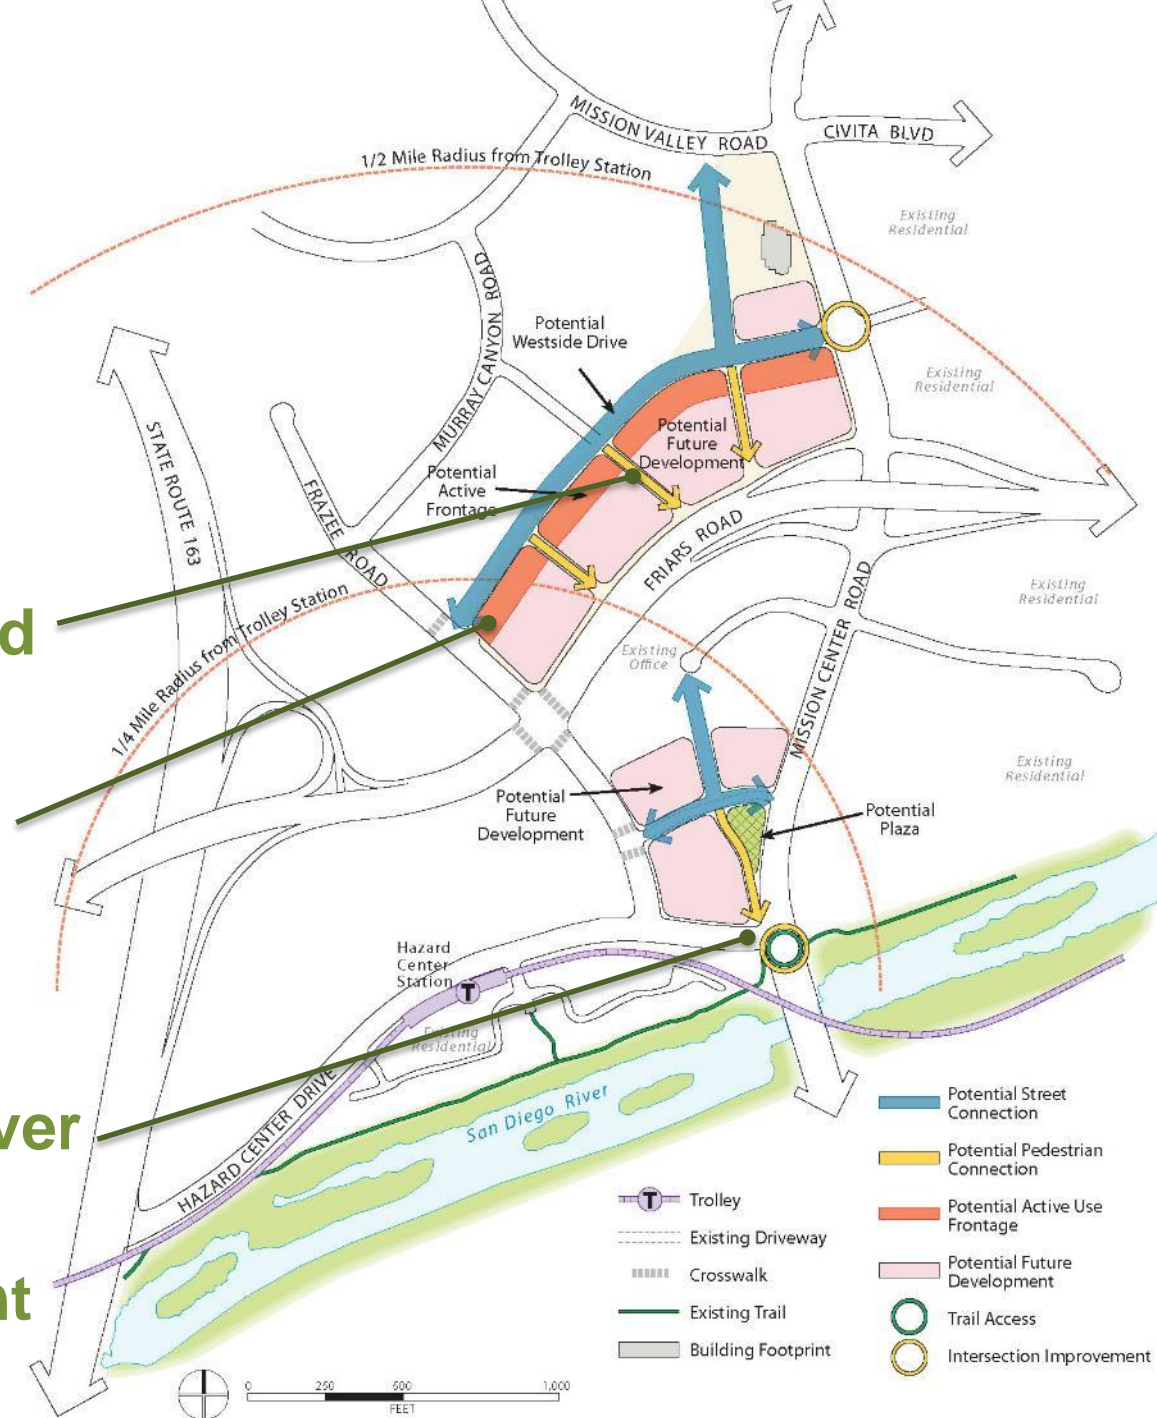 MISSION VALLEY ROAD
CIVITA BLVD
1/2 Mile Radius from Trolley Station
Existing
Residential
MURRAY CANYON ROAD
Potential
Westside Drive
Existing
Residential
STATE ROUTE 163
Potential
Future
Development
Potential
Active
Frontage
FRAZEE ROAD
FRIARS ROAD
1/4 Mile Radius from Trolley Station
d
Existing
Residential
Existing
Office
MISSION CENTER ROAD
Existing
Residential
Potential
Future
Development
Potential
Plaza
Hazard
Center
Station
T
Existing
Residential
HAZARD CENTER DRIVE
San Diego River
ver
nt
T
Trolley
Existing Driveway
Crosswalk
Existing Trail
Building Footprint
Potential Street
Connection
Potential Pedestrian
Connection
Potential Active Use
Frontage
Potential Future
Development
Trail Access
Intersection Improvement
0 250 500 1,000
FEET